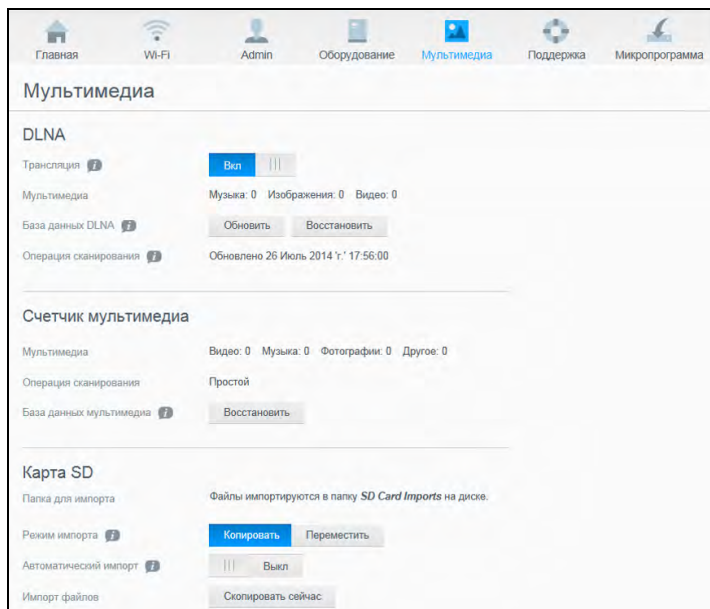 Главная Wi-Fi Admin Оборудование Мультимедиа Поддержка Микропрограмма
Мультимедиа
DLNA
Трансляция Вкл
Мультимедиа Музыка: 0 Изображения: 0 Видео: 0
База данных DLNA Обновить Восстановить
Операция сканирования Обновлено 26 Июль 2014 'г.' 17:56:00
Счетчик мультимедиа
Мультимедиа Видео: 0 Музыка: 0 Фотографии: 0 Другое: 0
Операция сканирования Простой
База данных мультимедиа Восстановить
Карта SD
Папка для импорта Файлы импортируются в папку SD Card Imports на диске.
Режим импорта Копировать Переместить
Автоматический импорт Выкл
Импорт файлов Скопировать сейчас